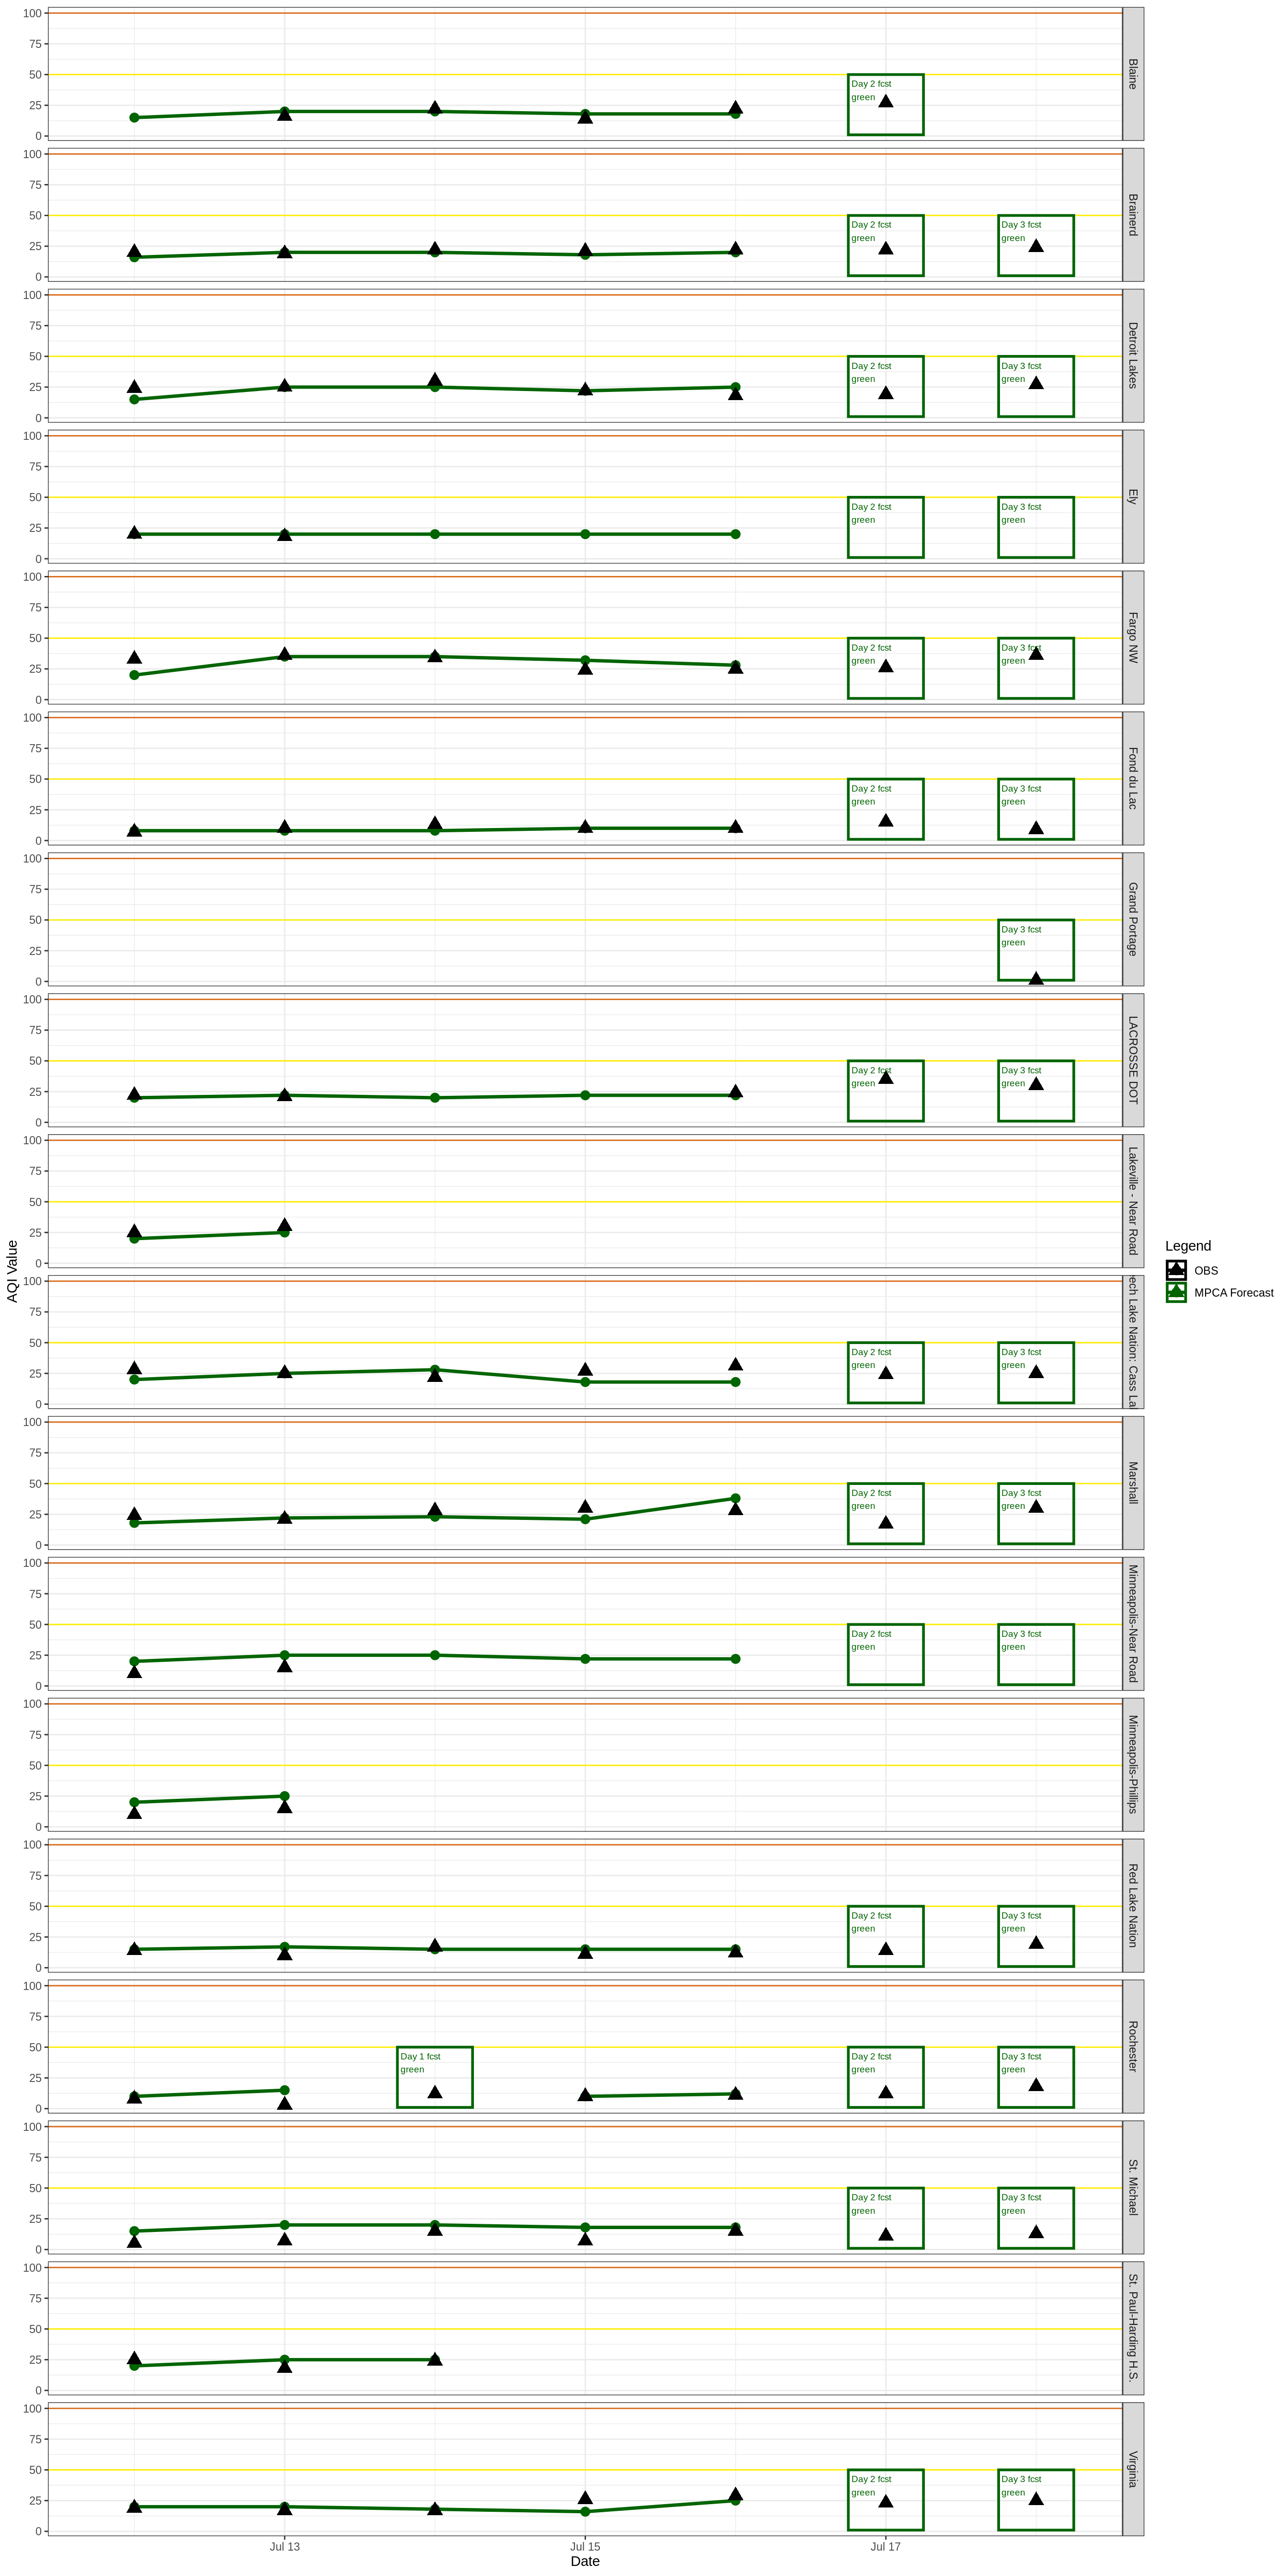 100
75
50
25
0
Day 2 fcst
green
Blaine
100
75
50
25
0
Day 2 fcst
green
Day 3 fcst
green
Brainerd
100
75
50
25
0
Day 2 fcst
green
Day 3 fcst
green
Detroit Lakes
100
75
50
25
0
Day 2 fcst
green
Day 3 fcst
green
Ely
100
75
50
25
0
Day 2 fcst
green
Day 3 fcst
green
Fargo NW
100
75
50
25
0
Day 2 fcst
green
Day 3 fcst
green
Fond du Lac
100
75
50
25
0
Day 3 fcst
green
Grand Portage
100
75
50
25
0
Day 2 fcst
green
Day 3 fcst
green
LACROSSE DOT
100
75
50
25
0
Lakeville - Near Road
AQI Value
100
75
50
25
0
Day 2 fcst
green
Day 3 fcst
green
ech Lake Nation: Cass Lal
Legend
OBS
MPCA Forecast
100
75
50
25
0
Day 2 fcst
green
Day 3 fcst
green
Marshall
100
75
50
25
0
Day 2 fcst
green
Day 3 fcst
green
Minneapolis-Near Road
100
75
50
25
0
Minneapolis-Phillips
100
75
50
25
0
Day 2 fcst
green
Day 3 fcst
green
Red Lake Nation
100
75
50
25
0
Day 1 fcst
green
Day 2 fcst
green
Day 3 fcst
green
Rochester
100
75
50
25
0
Day 2 fcst
green
Day 3 fcst
green
St. Michael
100
75
50
25
0
St. Paul-Harding H.S.
100
75
50
25
0
Day 2 fcst
green
Day 3 fcst
green
Virginia
Jul 13
Jul 15
Jul 17
Date